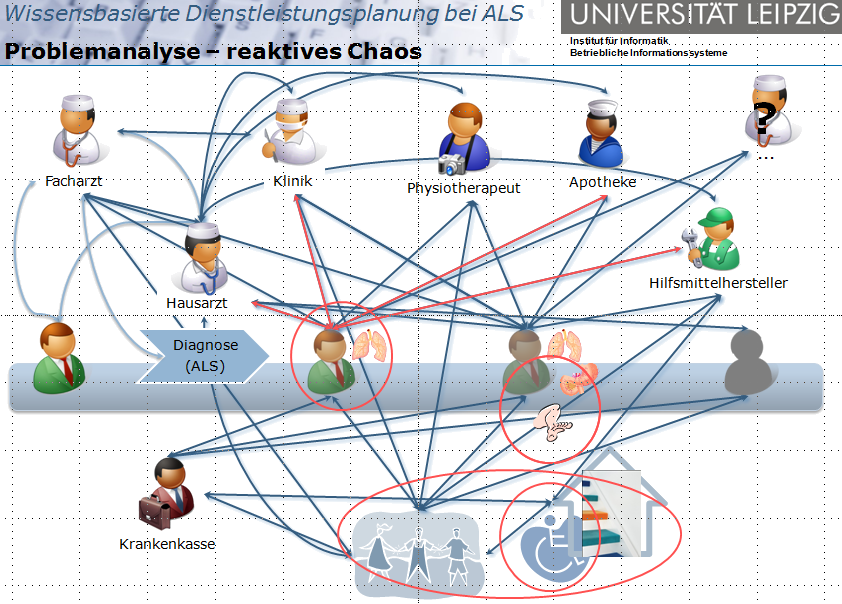 Wissensbasierte Dienstleistungsplanung bei ALS
UNIVERSITÄT LEIPZIG
Problemanalyse – reaktives Chaos
Institut für Informatik
Betriebliche Informationssysteme
?
...
Facharzt
Klinik
Physiotherapeut
Apotheke
Hilfsmittelhersteller
Hausarzt
Diagnose
(ALS)
Krankenkasse